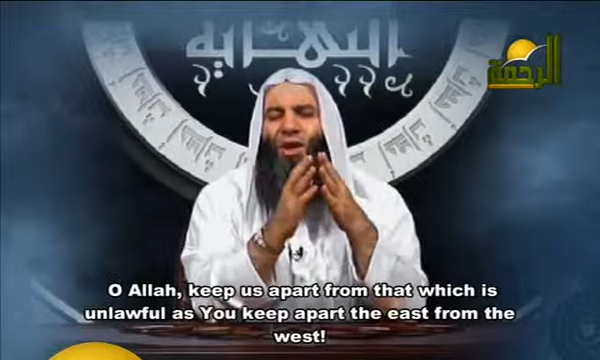 النهاية
الرحمة
O Allah, keep us apart from that which is
unlawful as You keep apart the east from the
west!